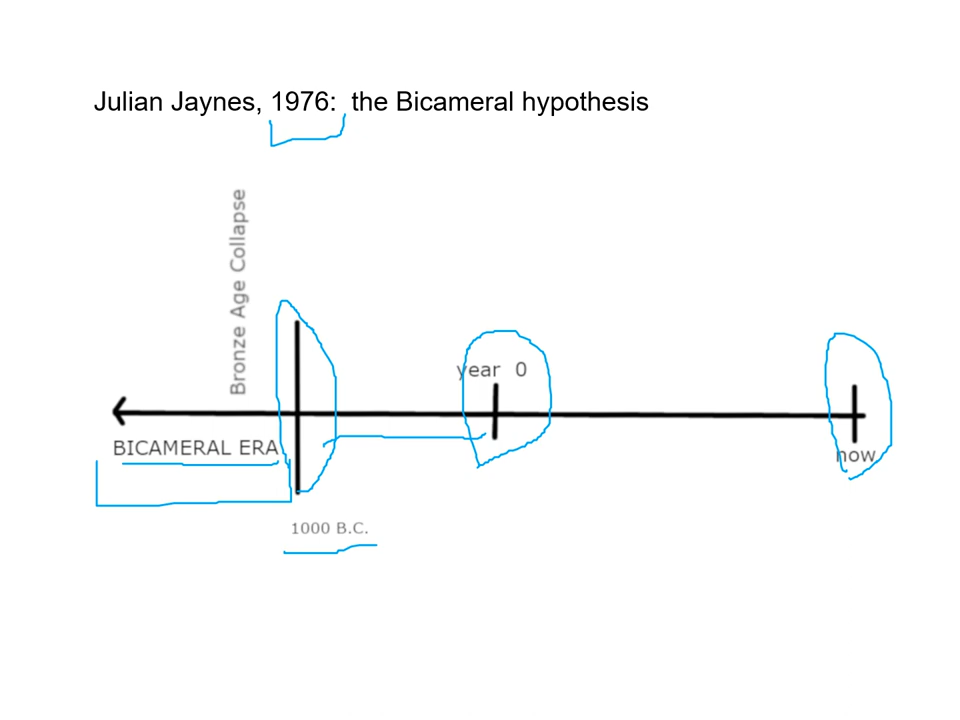 Julian Jaynes, 1976:  the Bicameral hypothesis
Bronze Age Collapse
year 0
BICAMERAL ERA
now
1000 B.C.